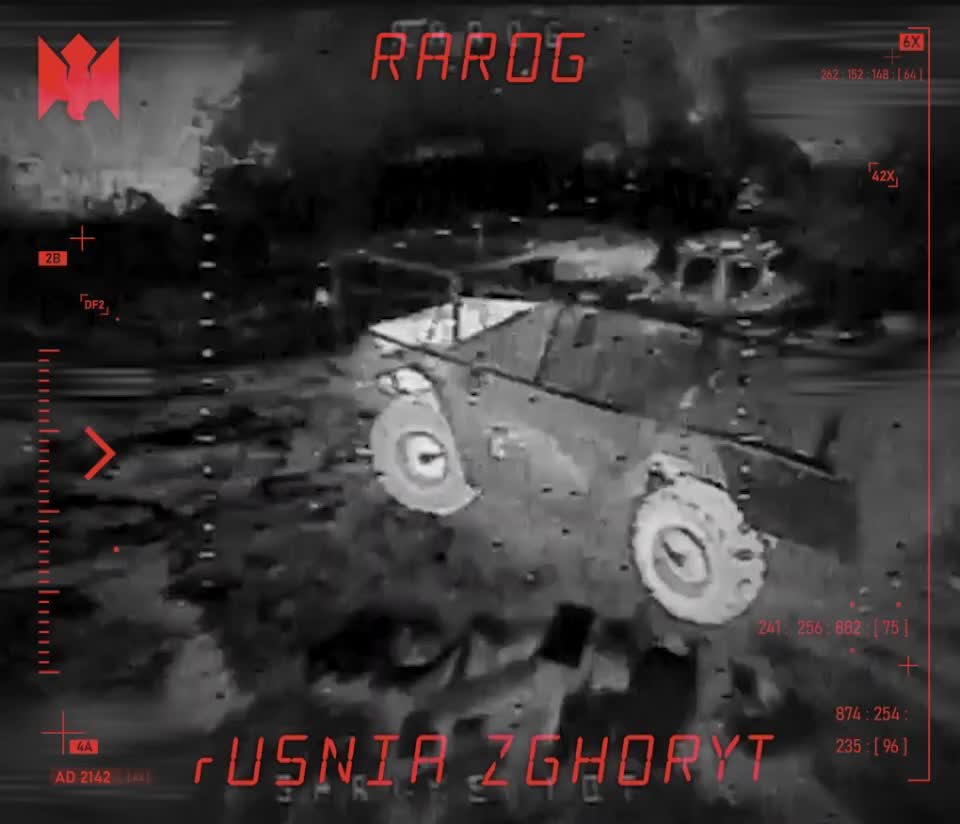 RAROG
6X
262 : 152 : 148 : [ 64 ]
42X
2B
DF2
241 : 256 : 882 : [ 75 ]
874 : 254 :
235 : [ 96 ]
4A
AD 2142
rUSNIA ZGHORYT